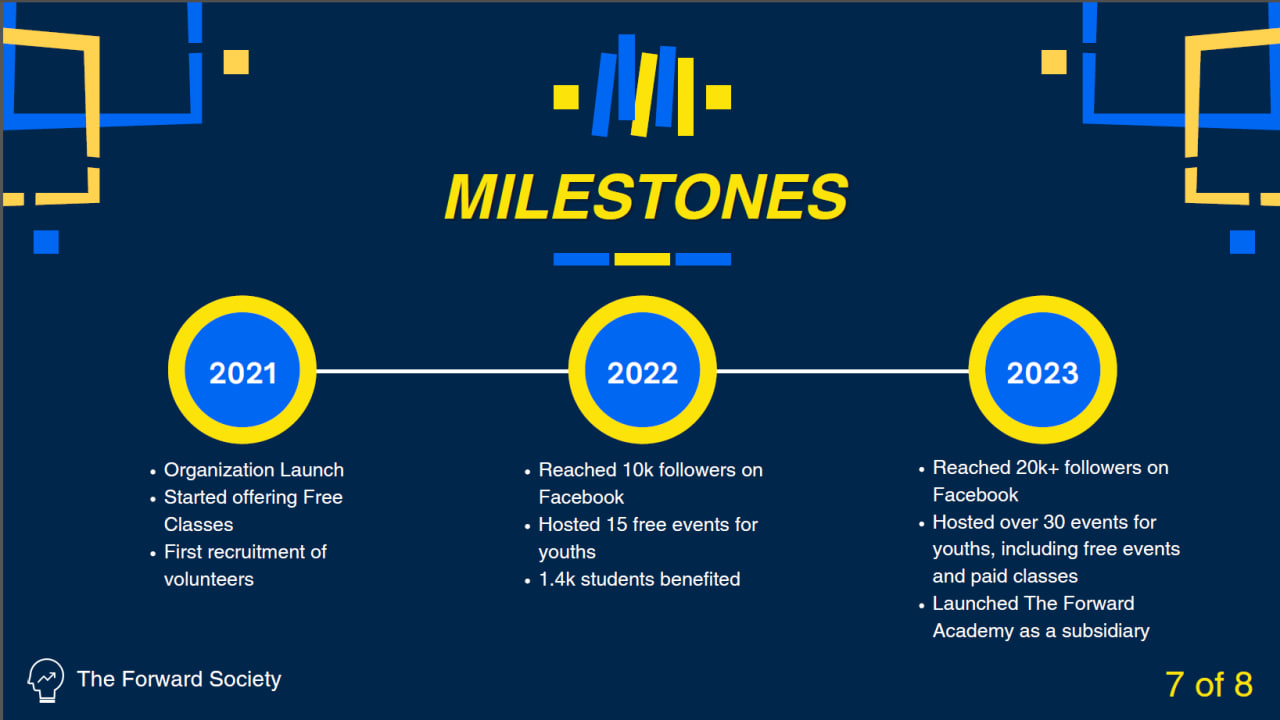 MILESTONES
2021
2022
2023
• Organization Launch
• Started offering Free
Classes
• First recruitment of
volunteers
• Reached 10k followers on
Facebook
• Hosted 15 free events for
youths
• 1.4k students benefited
• Reached 20k+ followers on
Facebook
• Hosted over 30 events for
youths, including free events
and paid classes
• Launched The Forward
Academy as a subsidiary
The Forward Society
7 of 8